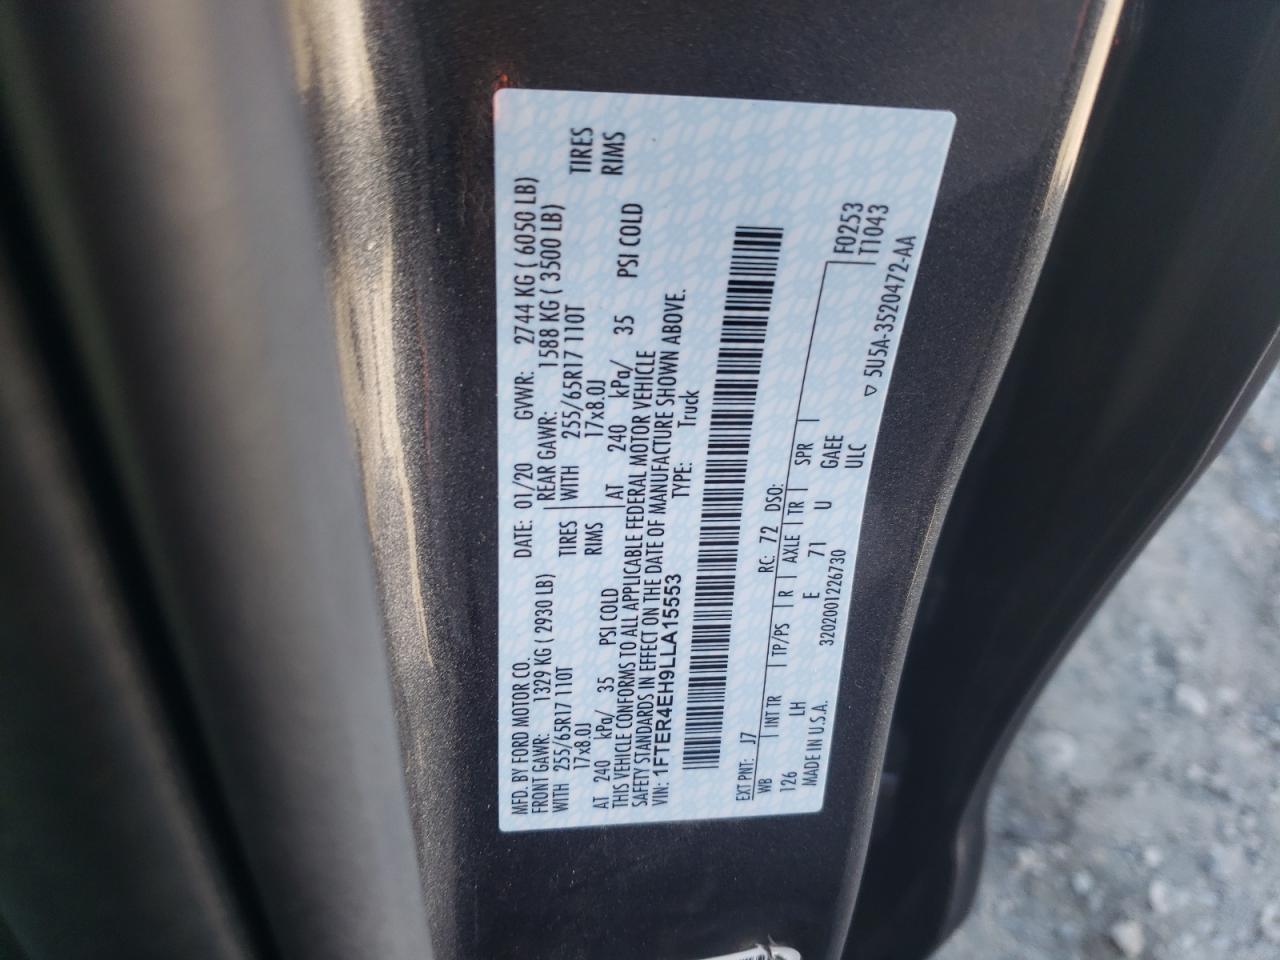 MFD. BY FORD MOTOR CO. DATE: 01/20 GVWR: 2744 KG ( 6050 LB)
FRONT GAWR: 1329 KG ( 2930 LB) REAR GAWR: 1588 KG ( 3500 LB)
WITH 255/65R17 110T TIRES WITH 255/65R17 110T TIRES
17x8.0J RIMS 17x8.0J RIMS
AT 240 kPa/ 35 PSI COLD AT 240 kPa/ 35 PSI COLD
THIS VEHICLE CONFORMS TO ALL APPLICABLE FEDERAL MOTOR VEHICLE
SAFETY STANDARDS IN EFFECT ON THE DATE OF MANUFACTURE SHOWN ABOVE.
VIN: 1FTER4EH9LLA15553 TYPE: Truck
EXT PNT: J7 RC: 72 DSO:
WB INT TR TP/PS R AXLE TR SPR F0253
126 LH E 71 U GAEE T1043
MADE IN U.S.A. 3202001226730 ULC
▽ 5U5A-3520472-AA